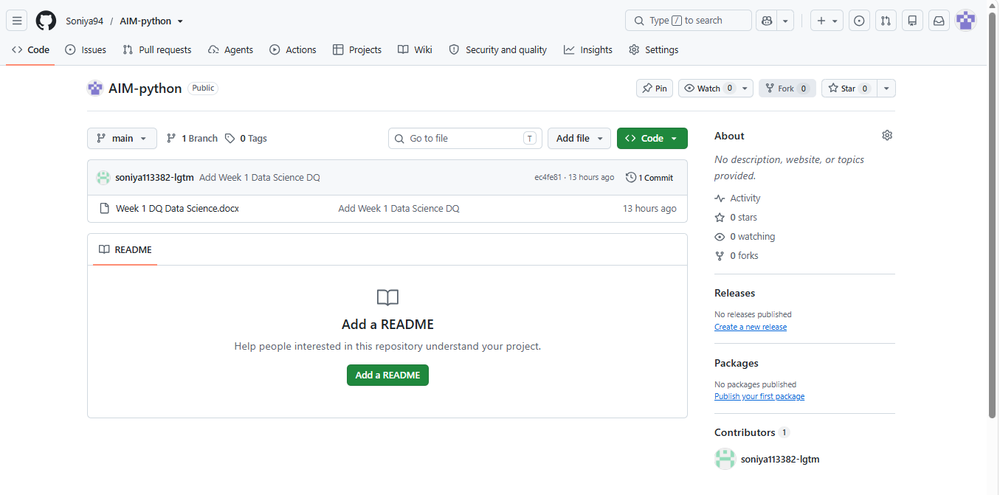 Soniya94 / AIM-python
Type / to search
Code Issues Pull requests Agents Actions Projects Wiki Security and quality Insights Settings
AIM-python Public
Pin Watch 0 Fork 0 Star 0
main 1 Branch 0 Tags Go to file T Add file Code
soniya113382-lgtm Add Week 1 Data Science DQ ec4fe81 · 13 hours ago 1 Commit
Week 1 DQ Data Science.docx Add Week 1 Data Science DQ 13 hours ago
README
Add a README
Help people interested in this repository understand your project.
Add a README
About
No description, website, or topics
provided.
Activity
0 stars
0 watching
0 forks
Releases
No releases published
Create a new release
Packages
No packages published
Publish your first package
Contributors 1
soniya113382-lgtm